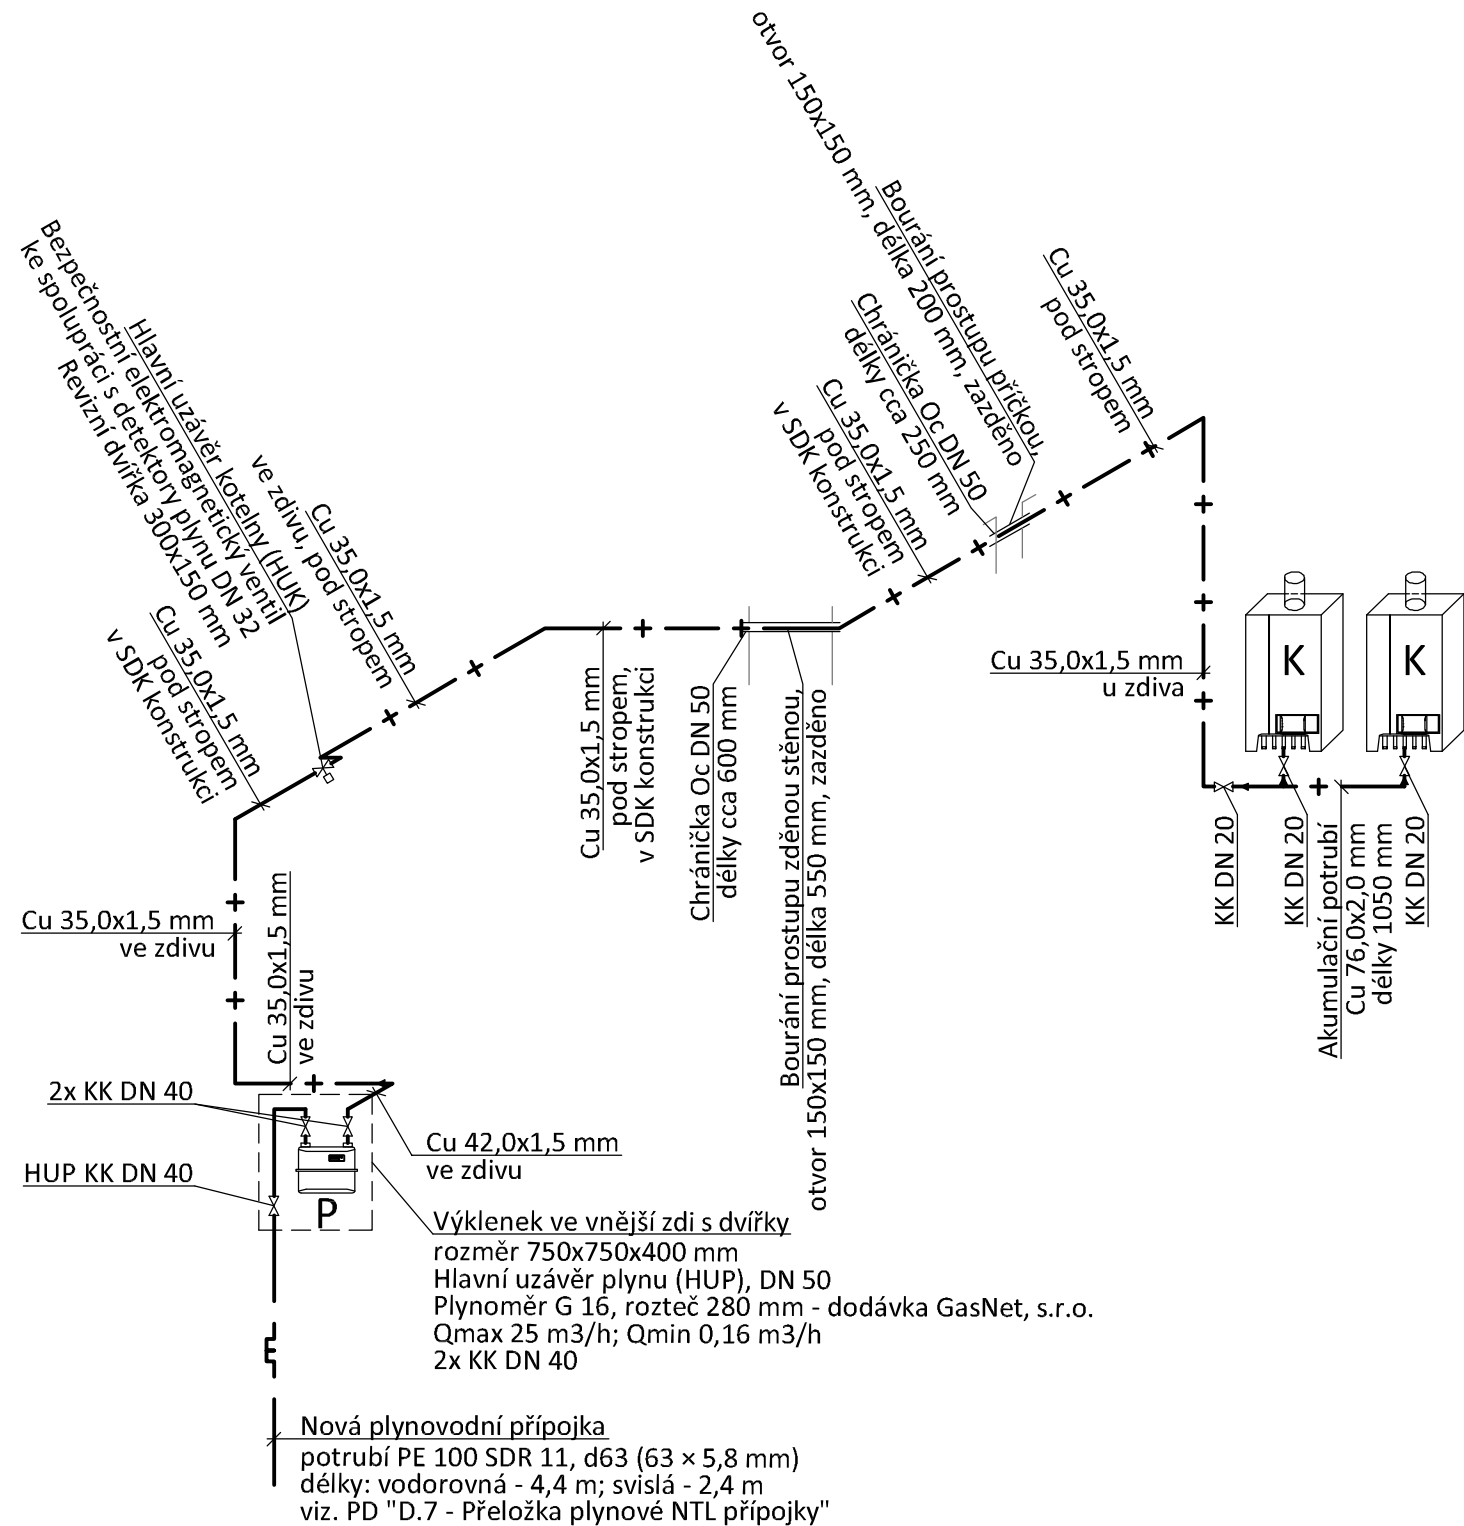 otvor 150x150 mm, délka 200 mm, zazděno
Bourání prostupu příčkou,
Chránička Oc DN 50
délky cca 250 mm
Cu 35,0x1,5 mm
pod stropem
Cu 35,0x1,5 mm
pod stropem
v SDK konstrukci
Hlavní uzávěr kotelny (HUK)
Bezpečnostní elektromagnetický ventil
ke spolupráci s detektory plynu DN 32
Revizní dvířka 300x150 mm
Cu 35,0x1,5 mm
ve zdivu, pod stropem
Cu 35,0x1,5 mm
pod stropem
v SDK konstrukci
Cu 35,0x1,5 mm
pod stropem,
v SDK konstrukci
Chránička Oc DN 50
délky cca 600 mm
Bourání prostupu zděnou stěnou,
otvor 150x150 mm, délka 550 mm, zazděno
Cu 35,0x1,5 mm
u zdiva
K
K
KK DN 20
KK DN 20
Akumulační potrubí
Cu 76,0x2,0 mm
délky 1050 mm
KK DN 20
Cu 35,0x1,5 mm
ve zdivu
Cu 35,0x1,5 mm
ve zdivu
2x KK DN 40
HUP KK DN 40
P
Cu 42,0x1,5 mm
ve zdivu
Výklenek ve vnější zdi s dvířky
rozměr 750x750x400 mm
Hlavní uzávěr plynu (HUP), DN 50
Plynoměr G 16, rozteč 280 mm - dodávka GasNet, s.r.o.
Qmax 25 m3/h; Qmin 0,16 m3/h
2x KK DN 40
Nová plynovodní přípojka
potrubí PE 100 SDR 11, d63 (63 × 5,8 mm)
délky: vodorovná - 4,4 m; svislá - 2,4 m
viz. PD "D.7 - Přeložka plynové NTL přípojky"